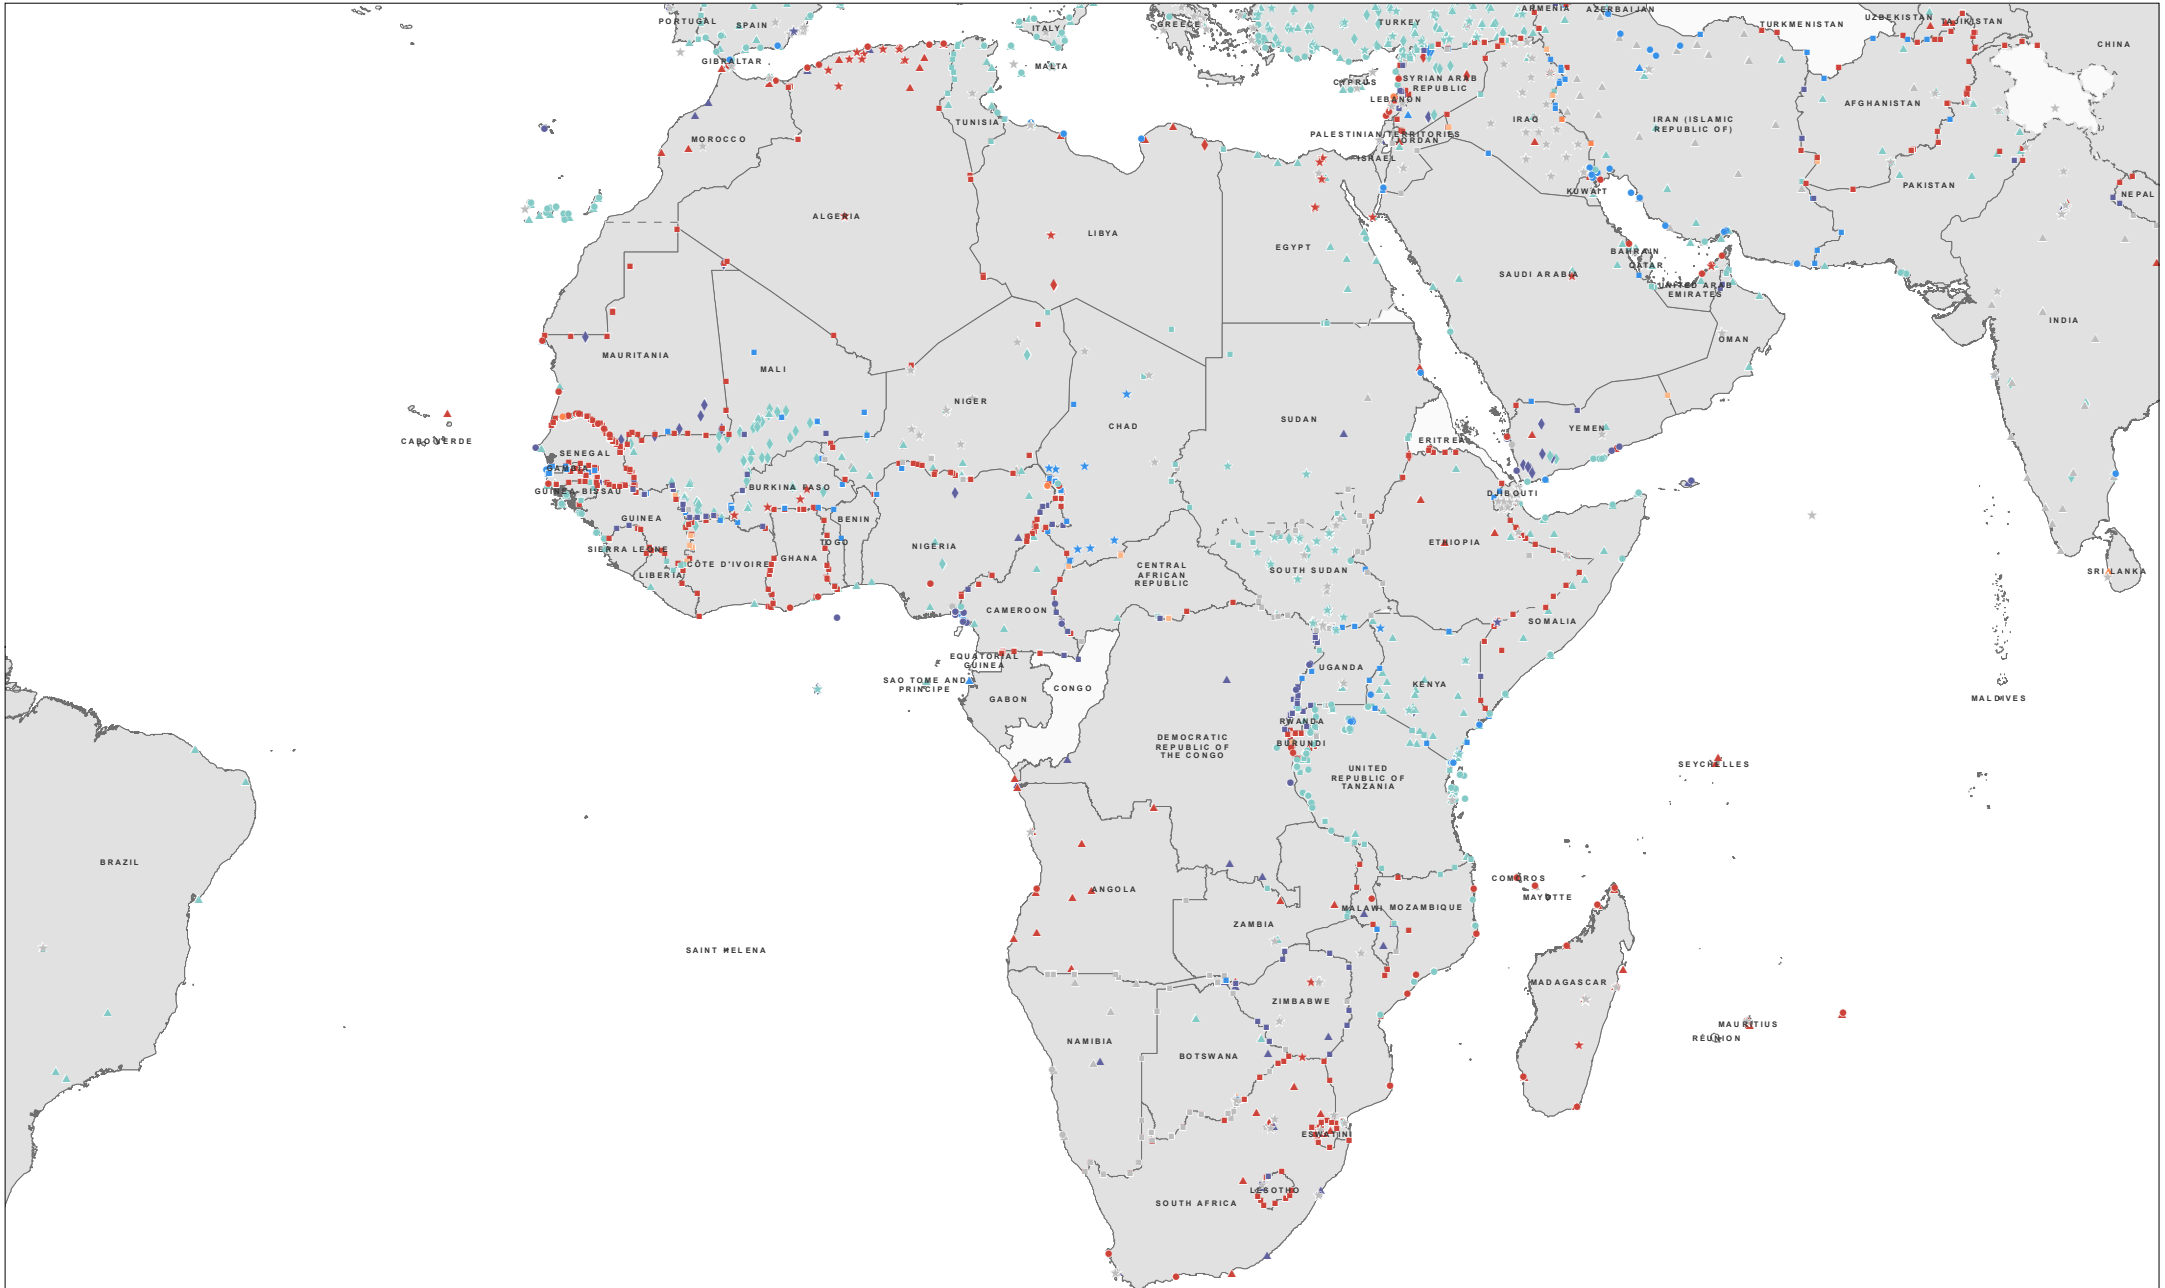 PORTUGAL
SPAIN
ITALY
GREECE
TURKEY
ARMENIA
AZERBAIJAN
TURKMENISTAN
UZBEKISTAN
TAJIKISTAN
CHINA
GIBRALTAR
MALTA
CYPRUS
SYRIAN ARAB
REPUBLIC
LEBANON
AFGHANISTAN
MOROCCO
TUNISIA
PALESTINIAN TERRITORIES
JORDAN
ISRAEL
IRAQ
IRAN (ISLAMIC
REPUBLIC OF)
KUWAIT
PAKISTAN
NEPAL
ALGERIA
LIBYA
EGYPT
SAUDI ARABIA
BAHRAIN
QATAR
UNITED ARAB
EMIRATES
INDIA
OMAN
MAURITANIA
MALI
NIGER
CHAD
SUDAN
YEMEN
ERITREA
CABO VERDE
SENEGAL
GAMBIA
GUINEA-BISSAU
BURKINA FASO
DJIBOUTI
GUINEA
BENIN
TOGO
NIGERIA
SIERRA LEONE
CÔTE D'IVOIRE
GHANA
LIBERIA
CENTRAL
AFRICAN
REPUBLIC
SOUTH SUDAN
ETHIOPIA
SRI LANKA
CAMEROON
SOMALIA
EQUATORIAL
GUINEA
SAO TOME AND
PRINCIPE
GABON
CONGO
UGANDA
KENYA
MALDIVES
RWANDA
BURUNDI
DEMOCRATIC
REPUBLIC OF
THE CONGO
UNITED
REPUBLIC OF
TANZANIA
SEYCHELLES
BRAZIL
ANGOLA
COMOROS
MAYOTTE
MALAWI
MOZAMBIQUE
ZAMBIA
SAINT HELENA
MADAGASCAR
ZIMBABWE
MAURITIUS
RÉUNION
NAMIBIA
BOTSWANA
ESWATINI
LESOTHO
SOUTH AFRICA